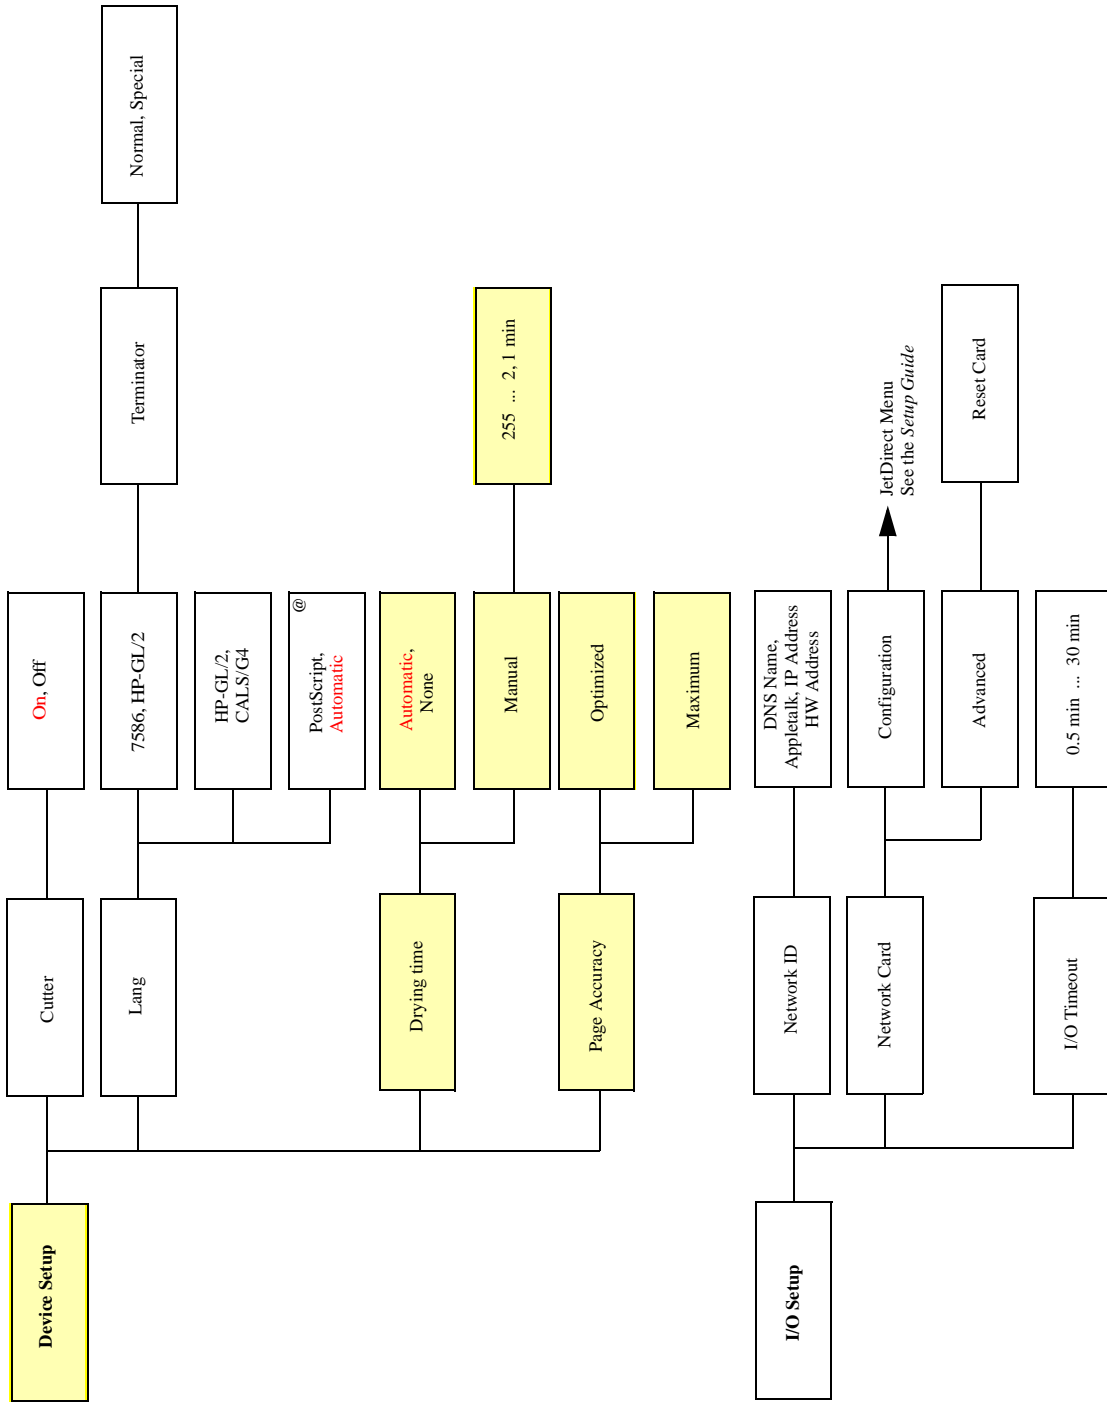 Device Setup
Cutter
On, Off
Lang
7586, HP-GL/2
Terminator
Normal, Special
HP-GL/2,
CALS/G4
@
PostScript,
Automatic
Drying time
Automatic,
None
Manual
255 ... 2, 1 min
Page Accuracy
Optimized
Maximum
I/O Setup
Network ID
DNS Name,
Appletalk, IP Address
HW Address
Network Card
Configuration
JetDirect Menu
See the Setup Guide
Advanced
Reset Card
I/O Timeout
0.5 min ... 30 min